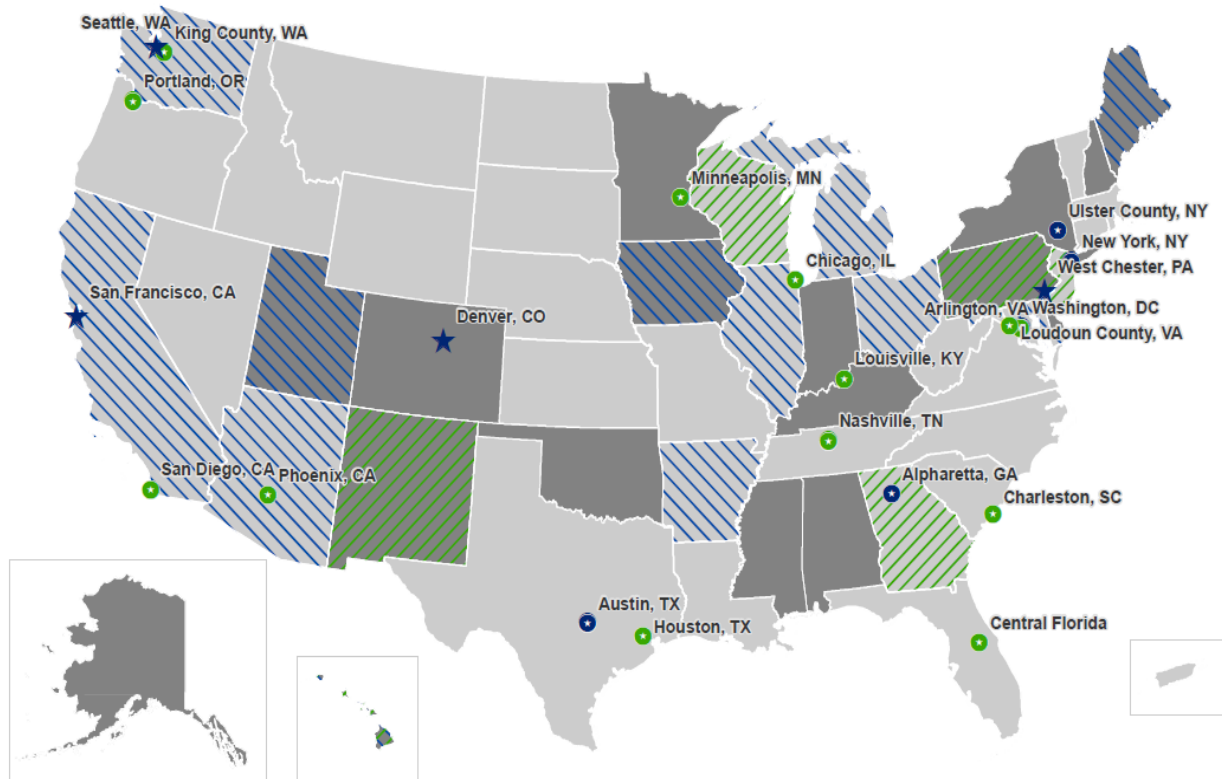 Seattle, WA
King County, WA
Portland, OR
Minneapolis, MN
Ulster County, NY
New York, NY
Chicago, IL
West Chester, PA
San Francisco, CA
Denver, CO
Arlington, VA
Washington, DC
Loudoun County, VA
Louisville, KY
Nashville, TN
San Diego, CA
Phoenix, CA
Alpharetta, GA
Charleston, SC
Austin, TX
Houston, TX
Central Florida